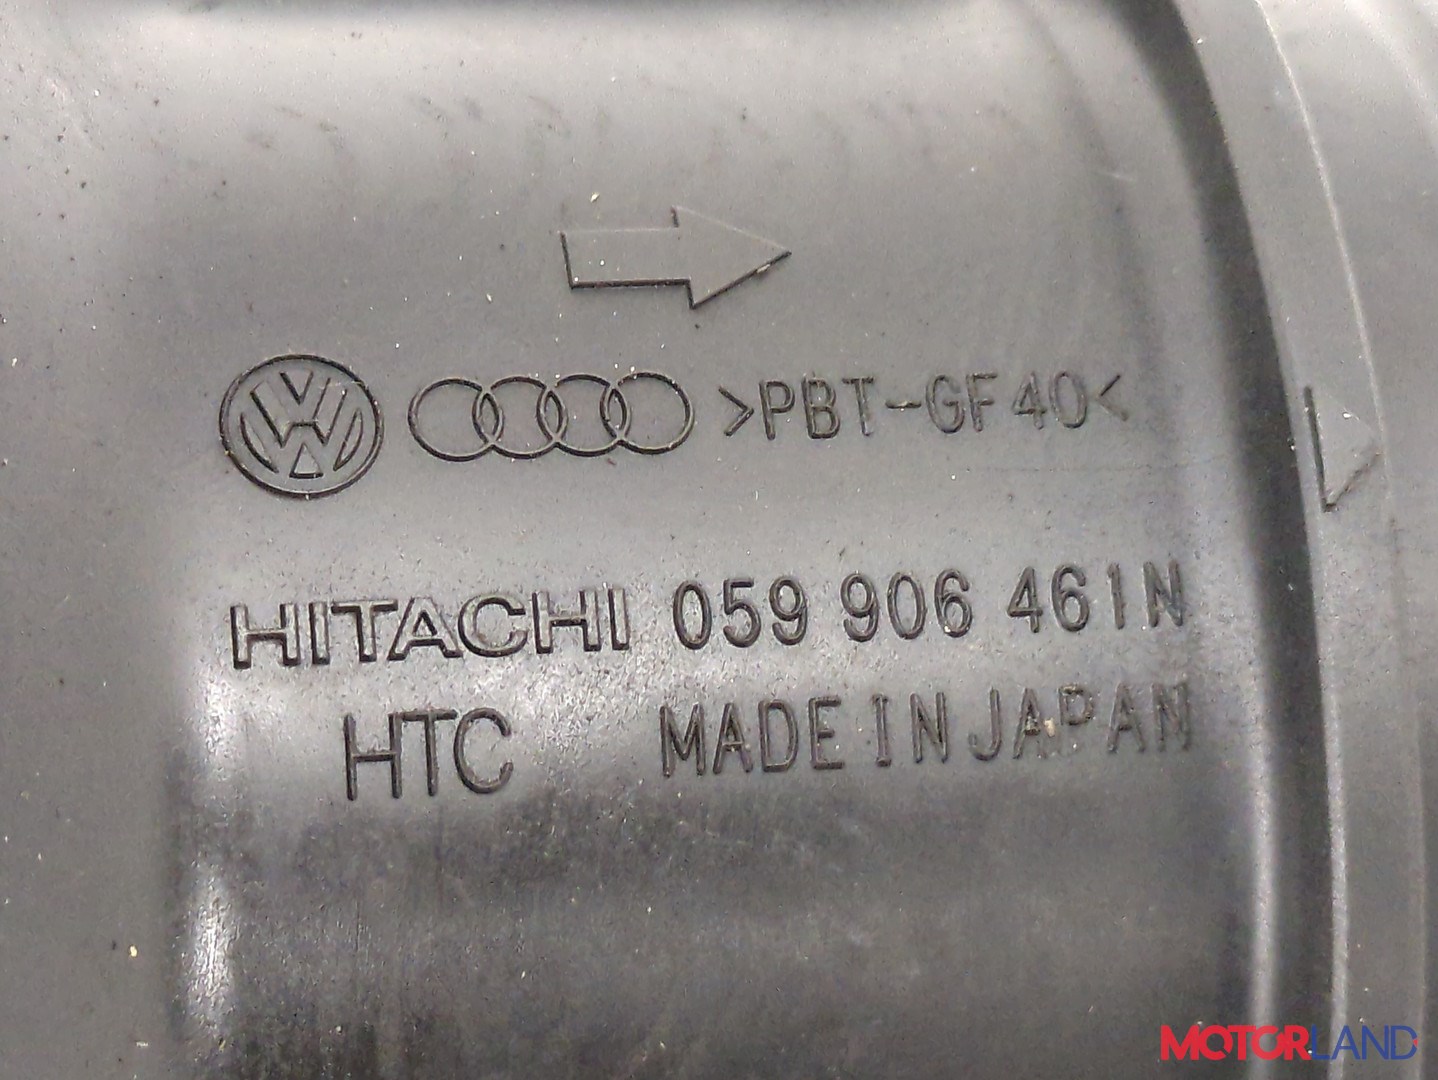 >PBT-GF40<
HITACHI 059 906 461N
HTC MADE IN JAPAN
MOTORLAND